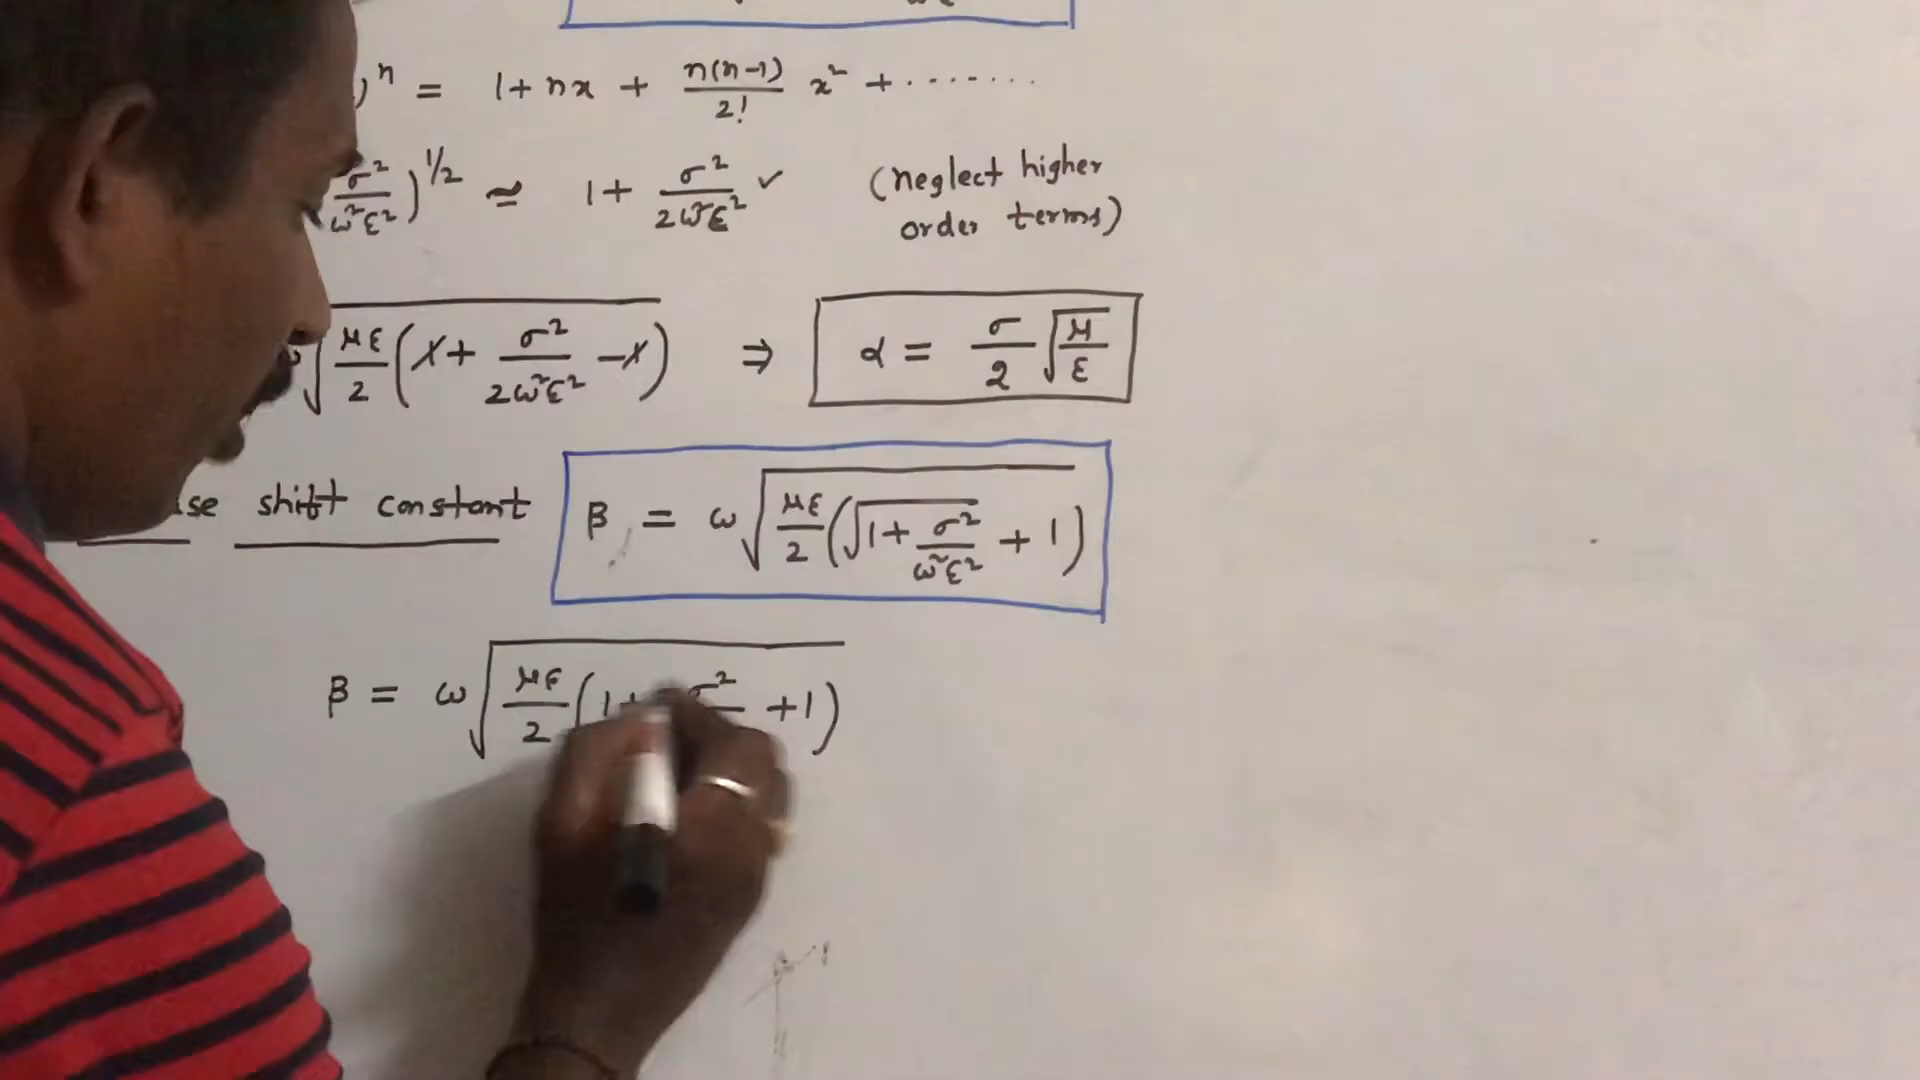 )ⁿ = 1 + nx + n(n-1)/2! x² + ........
σ²/ω²ε²)^1/2 ≃ 1 + σ²/2ω²ε² ✓ (neglect higher order terms)
√(με/2 (1 + σ²/2ω²ε² - 1)) ⇒ α = σ/2 √(μ/ε)
shift constant β = ω√(με/2 (√(1 + σ²/ω²ε²) + 1))
β = ω√(με/2 (1 + σ² + 1))